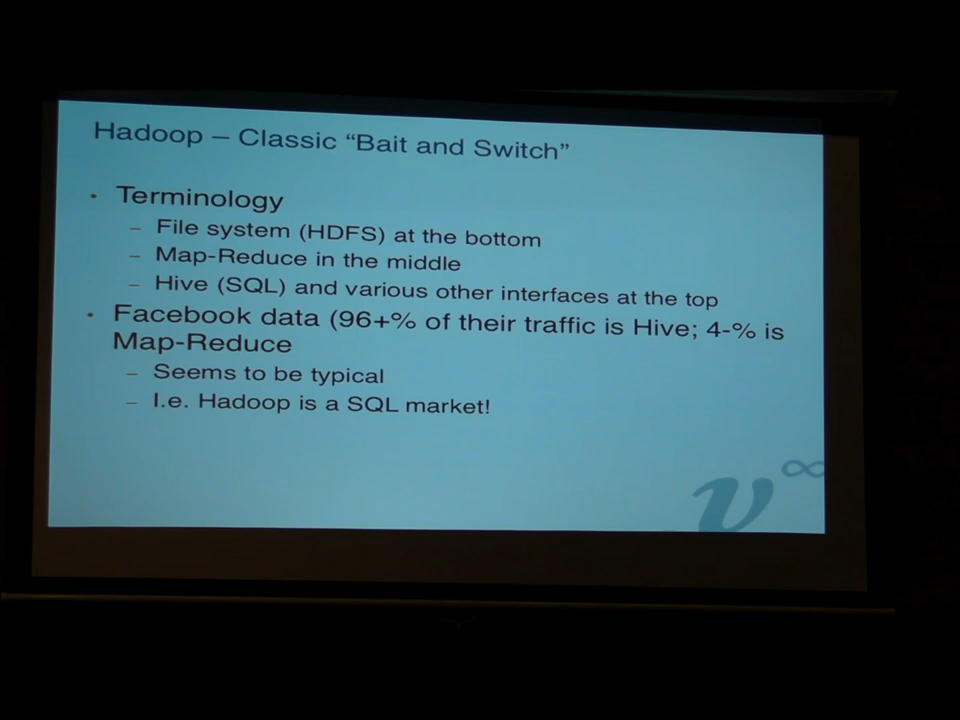 Hadoop – Classic “Bait and Switch”
• Terminology
– File system (HDFS) at the bottom
– Map-Reduce in the middle
– Hive (SQL) and various other interfaces at the top
• Facebook data (96+% of their traffic is Hive; 4-% is
Map-Reduce
– Seems to be typical
– I.e. Hadoop is a SQL market!
v∞